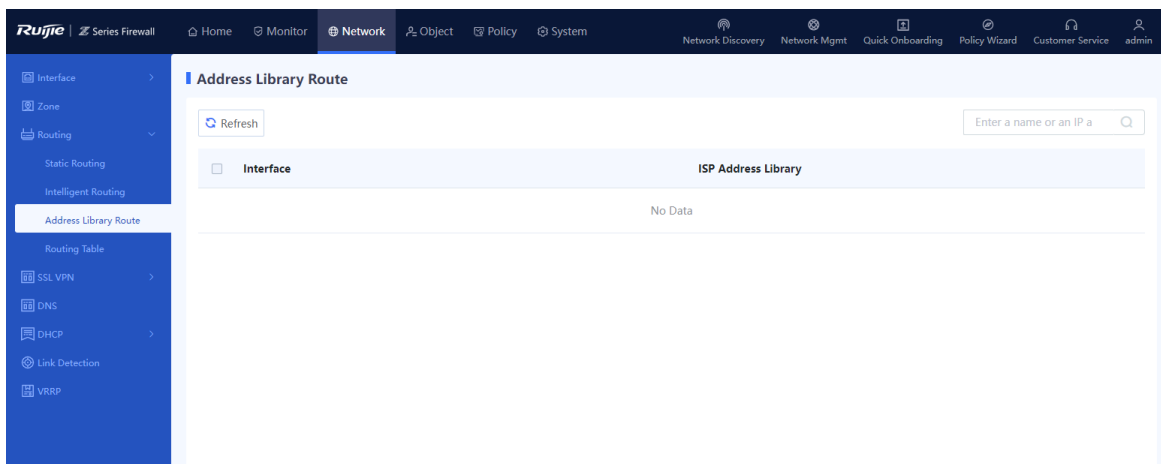 Ruijie | Z Series Firewall
Home Monitor Network Object Policy System
Network Discovery Network Mgmt Quick Onboarding Policy Wizard Customer Service admin
Interface
Zone
Routing
Static Routing
Intelligent Routing
Address Library Route
Routing Table
SSL VPN
DNS
DHCP
Link Detection
VRRP
Address Library Route
Refresh
Enter a name or an IP a
Interface ISP Address Library
No Data